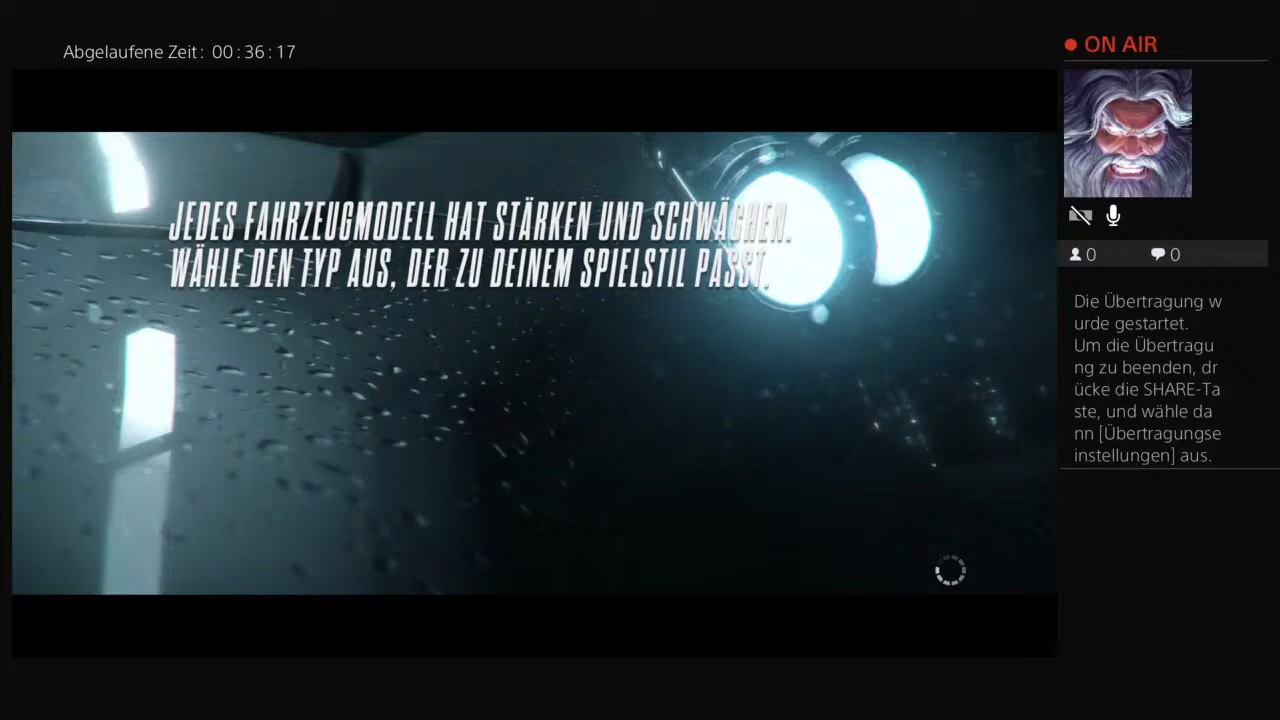 Abgelaufene Zeit: 00:36:17
ON AIR
JEDES FAHRZEUGMODELL HAT STÄRKEN UND SCHWÄCHEN.
WÄHLE DEN TYP AUS, DER ZU DEINEM SPIELSTIL PASST.
0 0
Die Übertragung w
urde gestartet.
Um die Übertragu
ng zu beenden, dr
ücke die SHARE-Ta
ste, und wähle da
nn [Übertragungse
instellungen] aus.